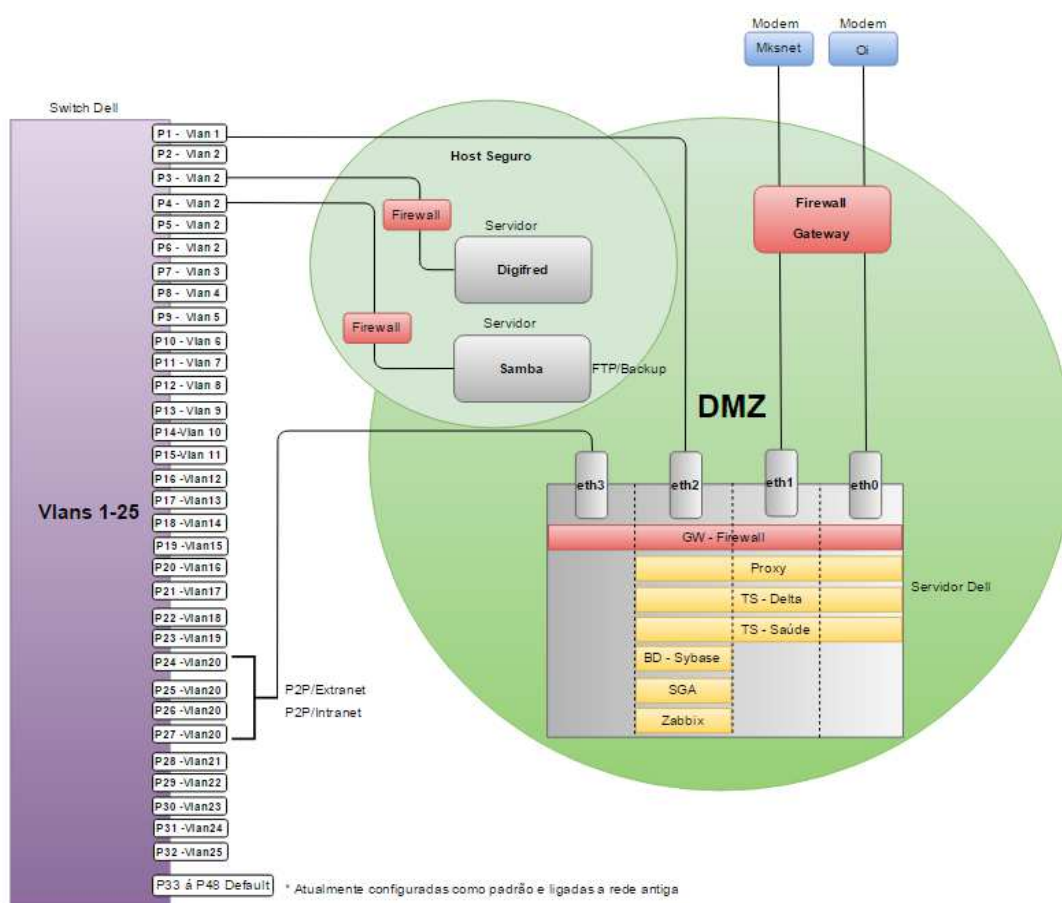 Modem
Modem
Mksnet
Oi
Switch Dell
P1 - Vlan 1
P2 - Vlan 2
P3 - Vlan 2
P4 - Vlan 2
P5 - Vlan 2
P6 - Vlan 2
P7 - Vlan 3
P8 - Vlan 4
P9 - Vlan 5
P10 - Vlan 6
P11 - Vlan 7
P12 - Vlan 8
P13 - Vlan 9
P14-Vlan 10
P15-Vlan 11
P16 -Vlan12
P17 -Vlan13
P18 -Vlan14
P19 -Vlan15
P20 -Vlan16
P21 -Vlan17
P22 -Vlan18
P23 -Vlan19
P24 -Vlan20
P25 -Vlan20
P26 -Vlan20
P27 -Vlan20
P28 -Vlan21
P29 -Vlan22
P30 -Vlan23
P31 -Vlan24
P32 -Vlan25
P33 á P48 Default
* Atualmente configuradas como padrão e ligadas a rede antiga
Vlans 1-25
P2P/Extranet
P2P/Intranet
Host Seguro
Firewall
Servidor
Digifred
Firewall
Servidor
Samba
FTP/Backup
Firewall
Gateway
DMZ
eth3
eth2
eth1
eth0
GW - Firewall
Proxy
TS - Delta
TS - Saúde
BD - Sybase
SGA
Zabbix
Servidor Dell